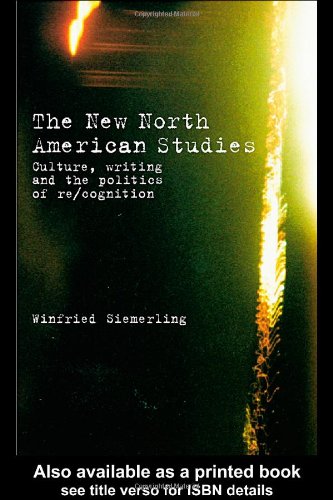 The New North
American Studies
Culture, writing
and the politics
of re/cognition
Winfried Siemerling
Also available as a printed book
see title verso for ISBN details